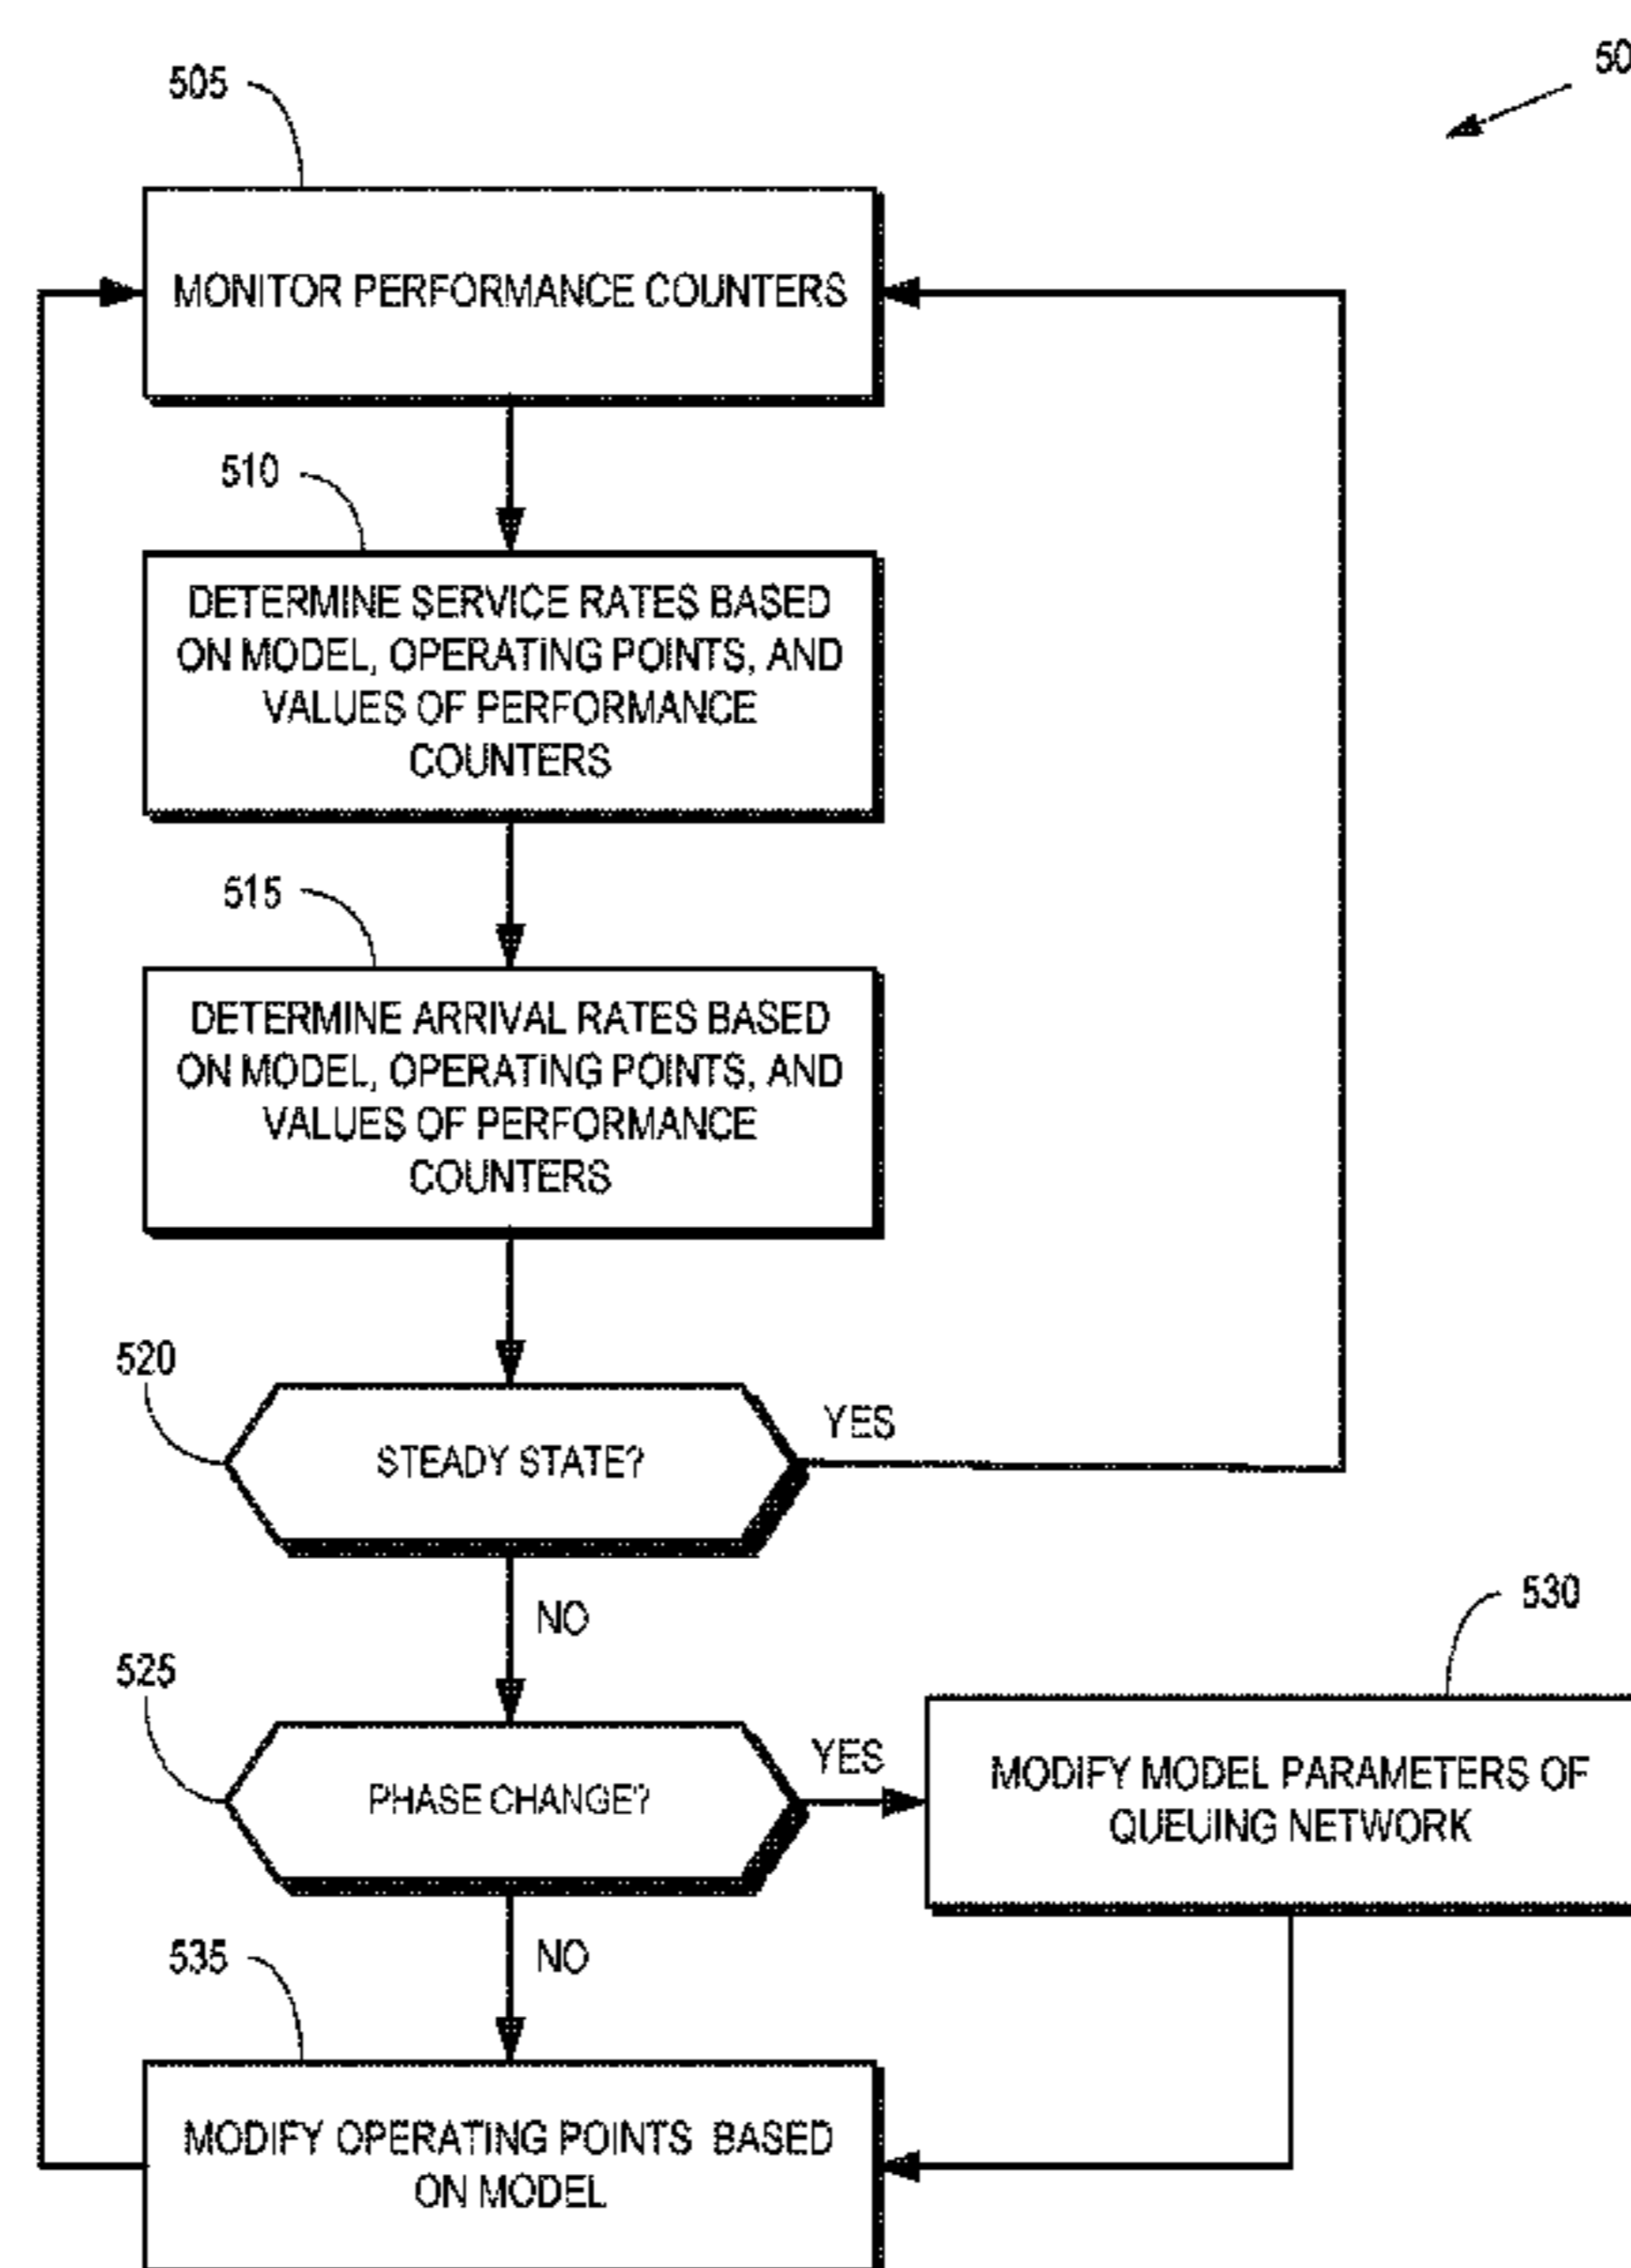 50
505
MONITOR PERFORMANCE COUNTERS
510
DETERMINE SERVICE RATES BASED
ON MODEL, OPERATING POINTS, AND
VALUES OF PERFORMANCE
COUNTERS
515
DETERMINE ARRIVAL RATES BASED
ON MODEL, OPERATING POINTS, AND
VALUES OF PERFORMANCE
COUNTERS
520
STEADY STATE?
YES
NO
525
PHASE CHANGE?
YES
530
MODIFY MODEL PARAMETERS OF
QUEUING NETWORK
NO
535
MODIFY OPERATING POINTS BASED
ON MODEL